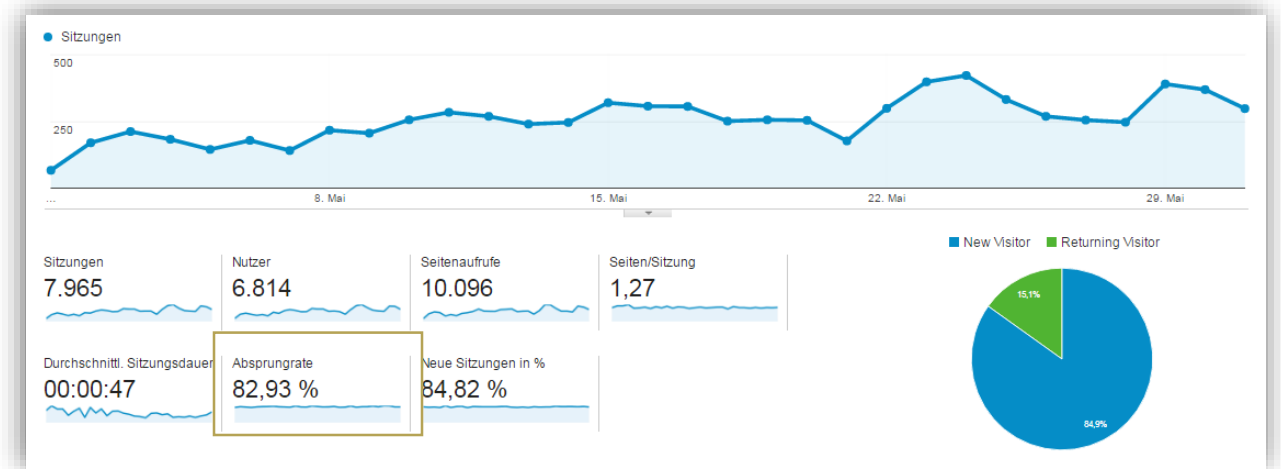 Sitzungen
500
250
... 8. Mai 15. Mai 22. Mai 29. Mai
New Visitor Returning Visitor
Sitzungen Nutzer Seitenaufrufe Seiten/Sitzung
7.965 6.814 10.096 1,27
15,1%
Durchschnittl. Sitzungsdauer Absprungrate Neue Sitzungen in %
00:00:47 82,93 % 84,82 %
84,9%